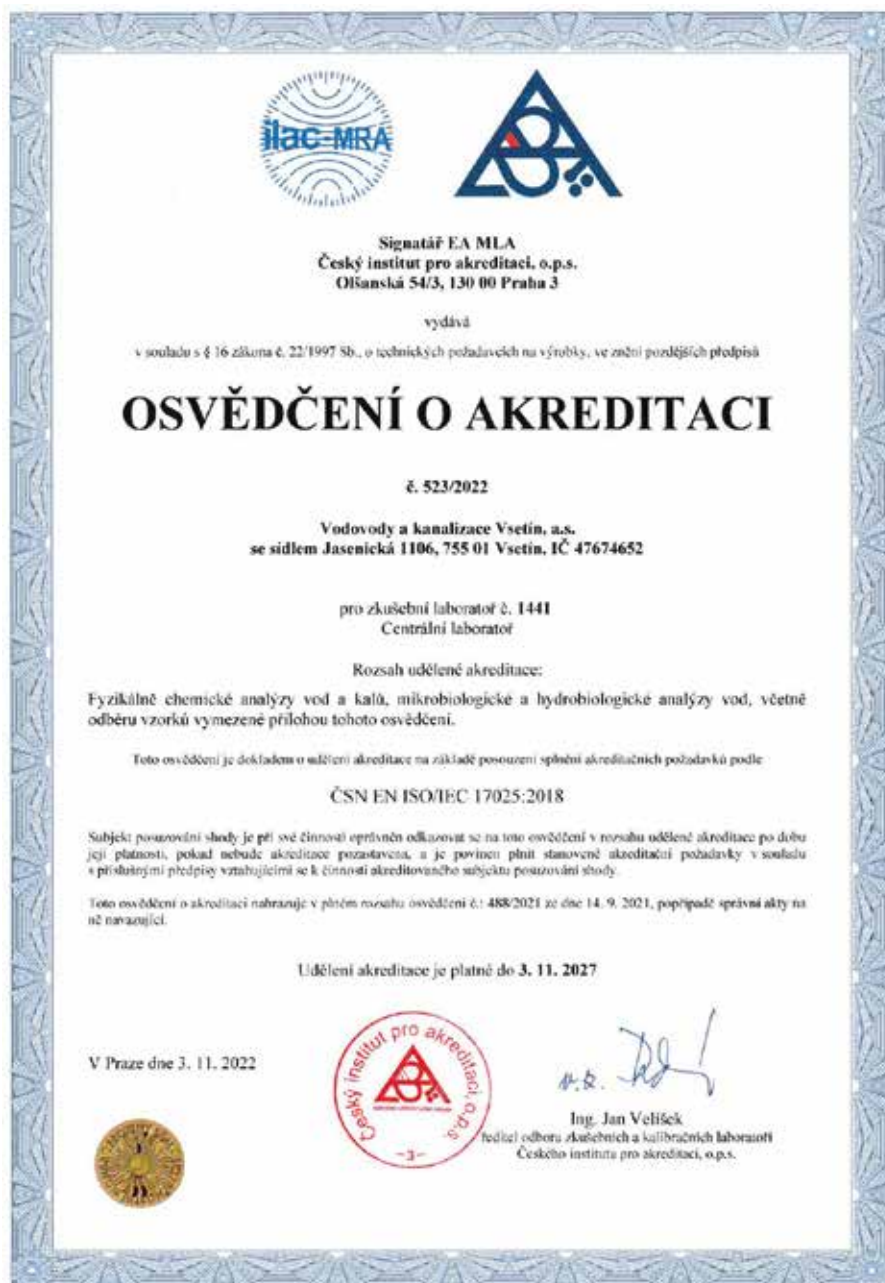 ilac-MRA
Signatář EA MLA
Český institut pro akreditaci, o.p.s.
Olšanská 54/3, 130 00 Praha 3
vydává
v souladu s § 16 zákona č. 22/1997 Sb., o technických požadavcích na výrobky, ve znění pozdějších předpisů
OSVĚDČENÍ O AKREDITACI
č. 523/2022
Vodovody a kanalizace Vsetín, a.s.
se sídlem Jasenická 1106, 755 01 Vsetín, IČ 47674652
pro zkušební laboratoř č. 1441
Centrální laboratoř
Rozsah udělené akreditace:
Fyzikálně chemické analýzy vod a kalů, mikrobiologické a hydrobiologické analýzy vod, včetně
odběru vzorků vymezené přílohou tohoto osvědčení.
Toto osvědčení je dokladem o udělení akreditace na základě posouzení splnění akreditačních požadavků podle
ČSN EN ISO/IEC 17025:2018
Subjekt posuzování shody je při své činnosti oprávněn odkazovat se na toto osvědčení v rozsahu udělené akreditace po dobu
její platnosti, pokud nebude akreditace pozastavena, a je povinen plnit stanovené akreditační požadavky v souladu
s příslušnými předpisy vztahujícími se k činnosti akreditovaného subjektu posuzování shody.
Toto osvědčení o akreditaci nahrazuje v plném rozsahu osvědčení č.: 488/2021 ze dne 14. 9. 2021, popřípadě správní akty na
ně navazující.
Udělení akreditace je platné do 3. 11. 2027
V Praze dne 3. 11. 2022
Český institut pro akreditaci, o.p.s.
-3-
Ing. Jan Velíšek
ředitel odboru zkušebních a kalibračních laboratoří
Českého institutu pro akreditaci, o.p.s.